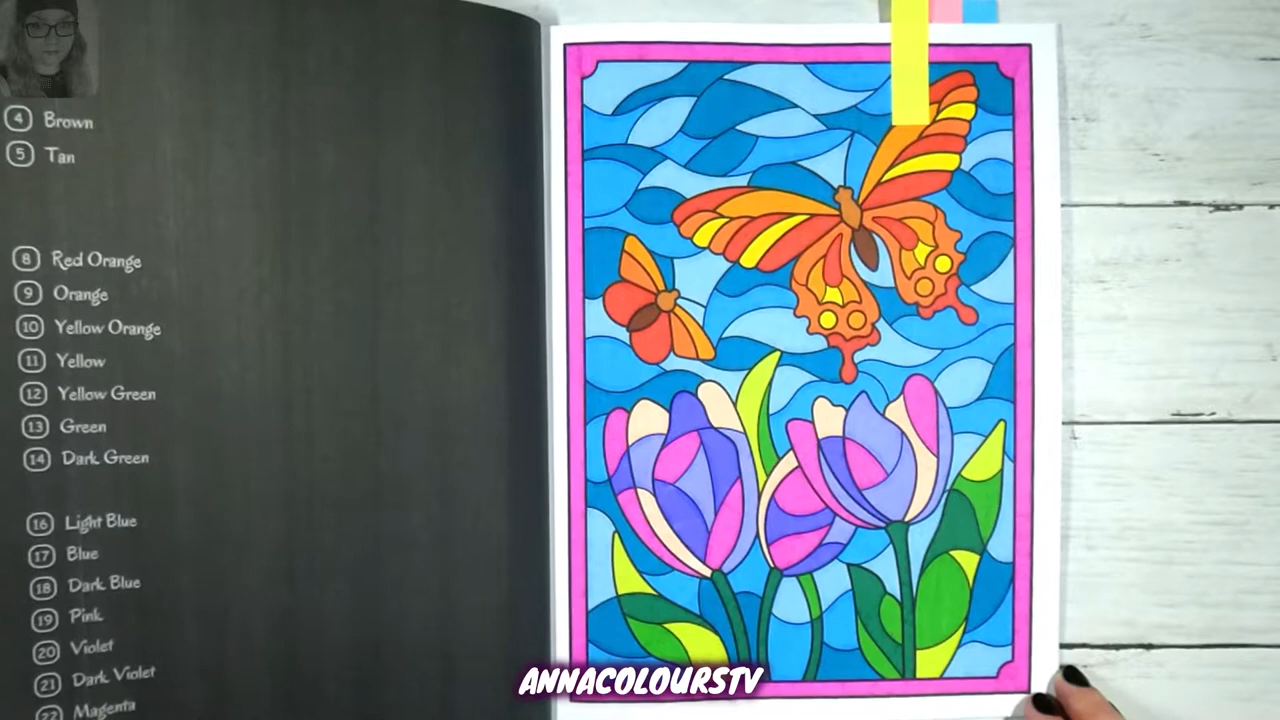 4 Brown
5 Tan
8 Red Orange
9 Orange
10 Yellow Orange
11 Yellow
12 Yellow Green
13 Green
14 Dark Green
16 Light Blue
17 Blue
18 Dark Blue
19 Pink
20 Violet
21 Dark Violet
22 Magenta
ANNACOLOURSTV